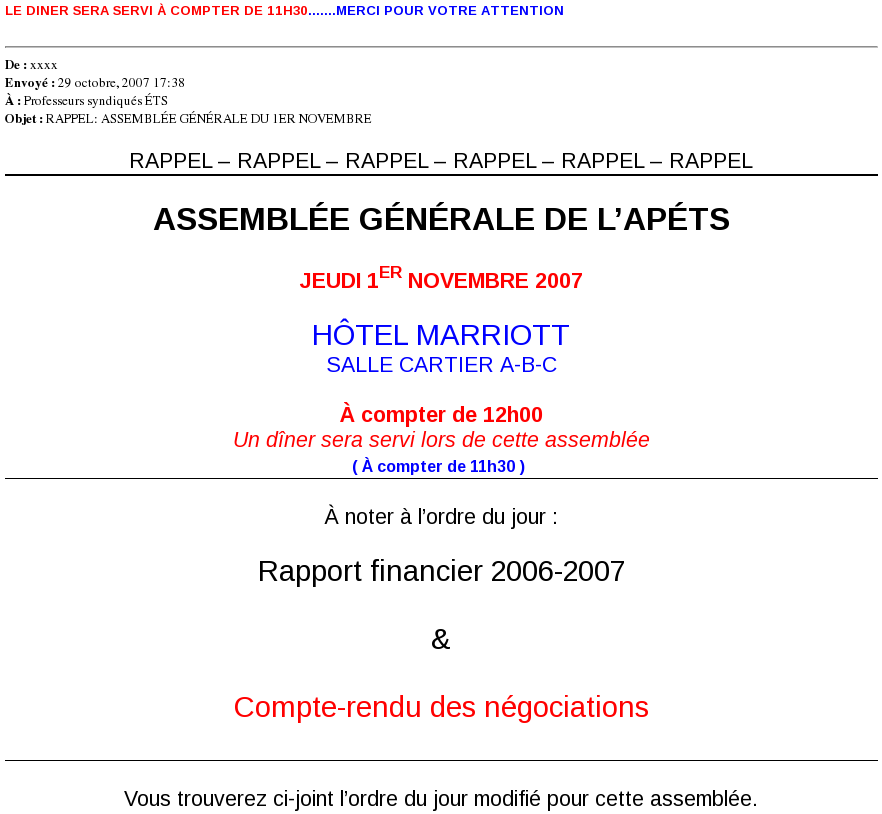 LE DINER SERA SERVI À COMPTER DE 11H30.......MERCI POUR VOTRE ATTENTION
De : xxxx
Envoyé : 29 octobre, 2007 17:38
À : Professeurs syndiqués ÉTS
Objet : RAPPEL: ASSEMBLÉE GÉNÉRALE DU 1ER NOVEMBRE
RAPPEL – RAPPEL – RAPPEL – RAPPEL – RAPPEL – RAPPEL
ASSEMBLÉE GÉNÉRALE DE L’APÉTS
JEUDI 1ER NOVEMBRE 2007
HÔTEL MARRIOTT
SALLE CARTIER A-B-C
À compter de 12h00
Un dîner sera servi lors de cette assemblée
( À compter de 11h30 )
À noter à l’ordre du jour :
Rapport financier 2006-2007
&
Compte-rendu des négociations
Vous trouverez ci-joint l’ordre du jour modifié pour cette assemblée.